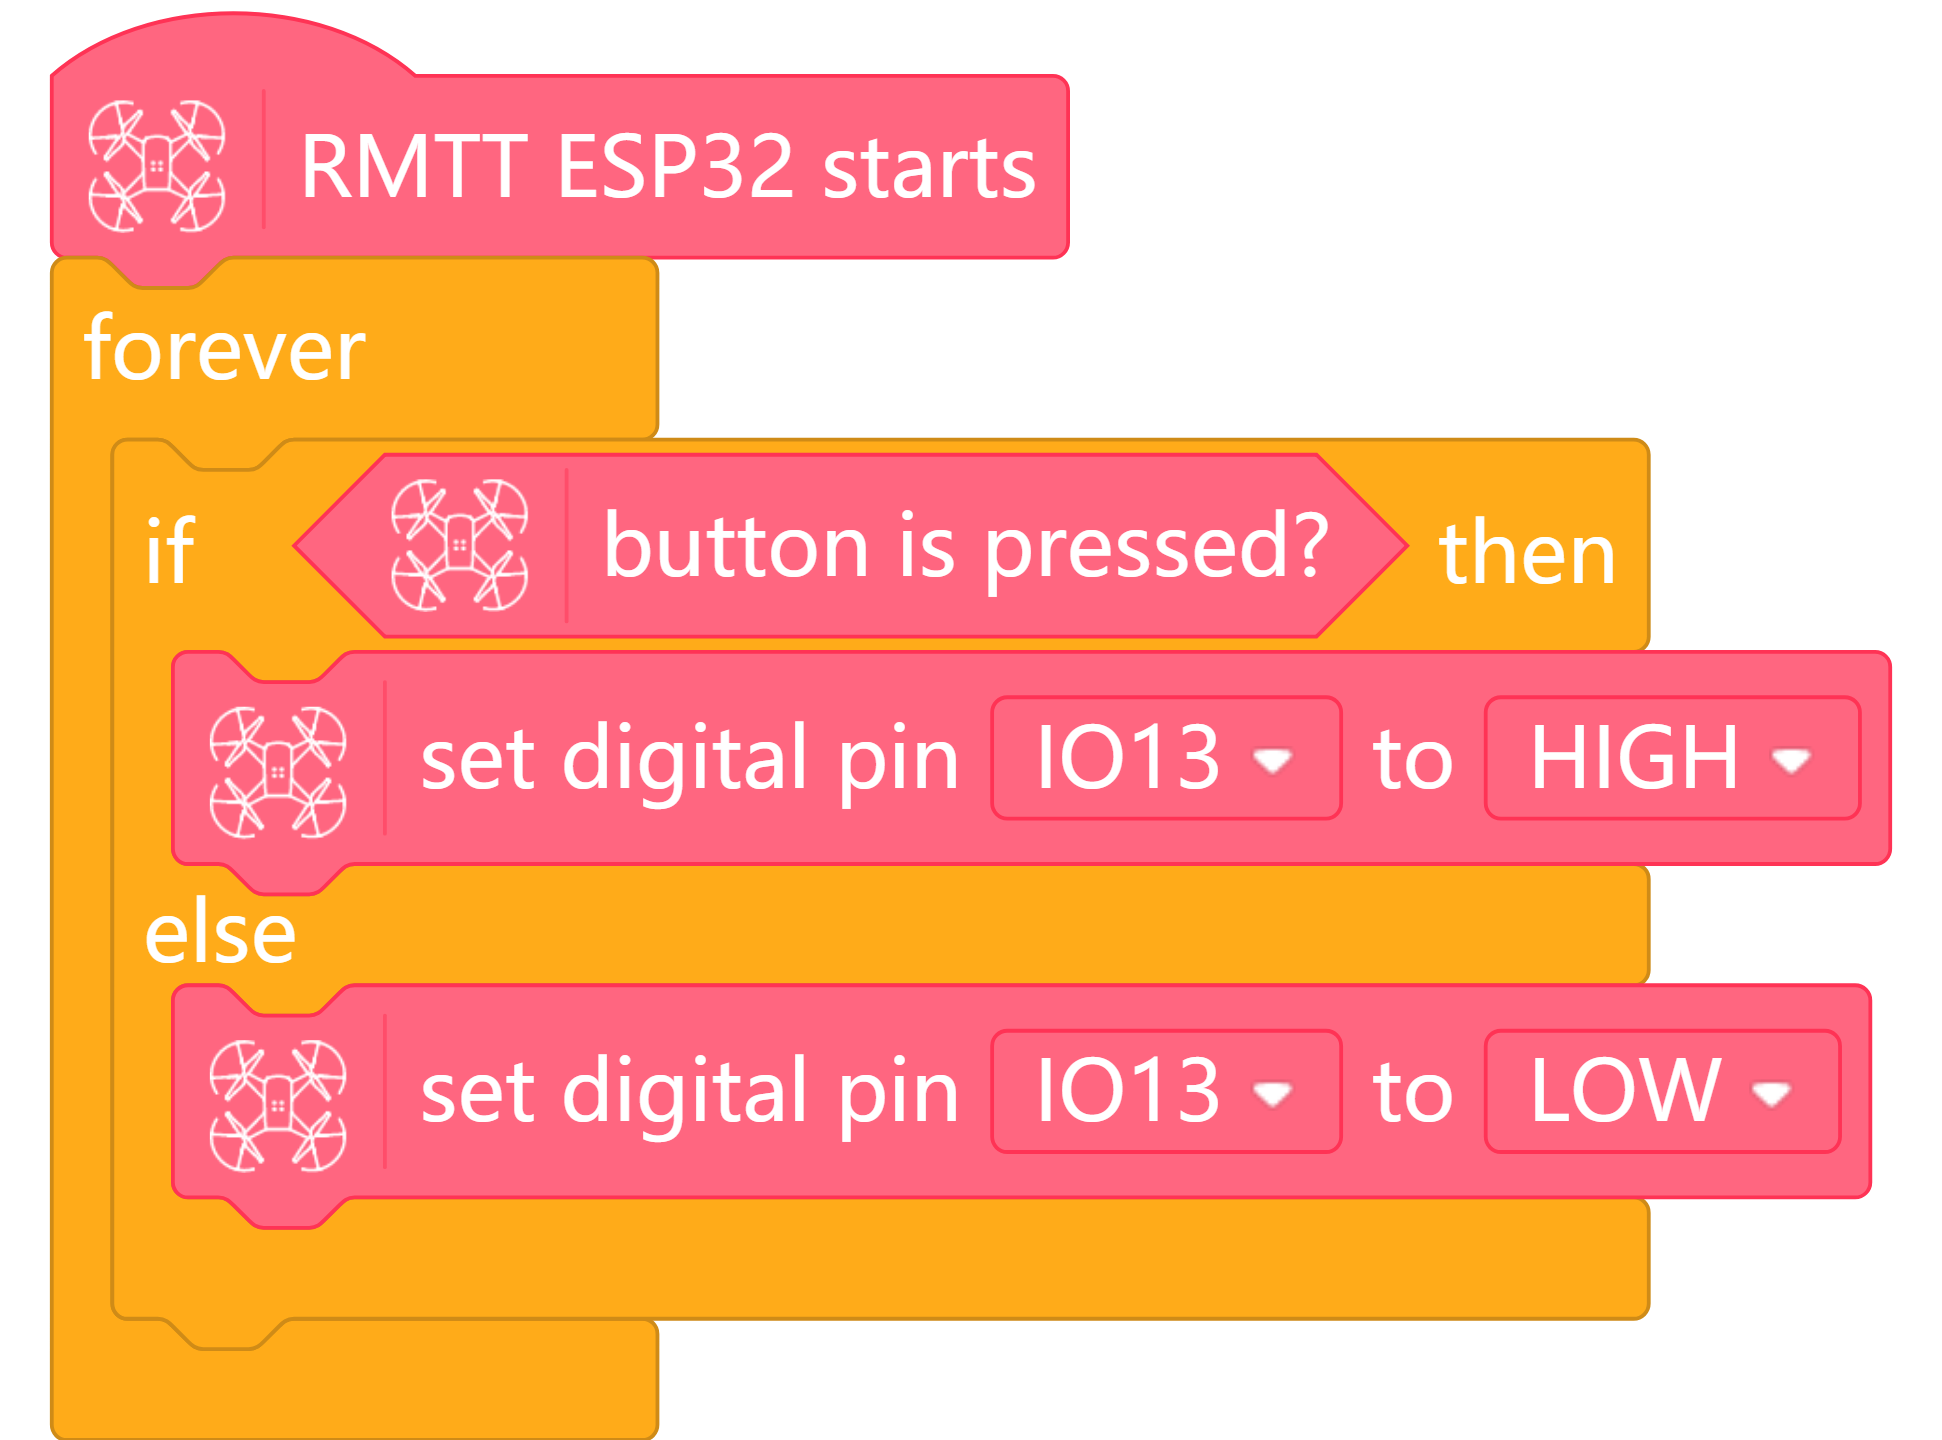 RMTT ESP32 starts
forever
if button is pressed? then
set digital pin IO13 to HIGH
else
set digital pin IO13 to LOW